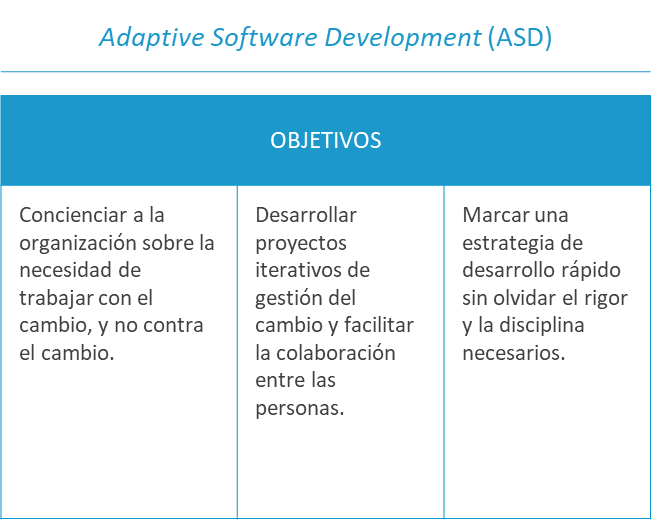 Adaptive Software Development (ASD)
OBJETIVOS
Concienciar a la
organización sobre la
necesidad de
trabajar con el
cambio, y no contra
el cambio.
Desarrollar
proyectos
iterativos de
gestión del
cambio y facilitar
la colaboración
entre las
personas.
Marcar una
estrategia de
desarrollo rápido
sin olvidar el rigor
y la disciplina
necesarios.